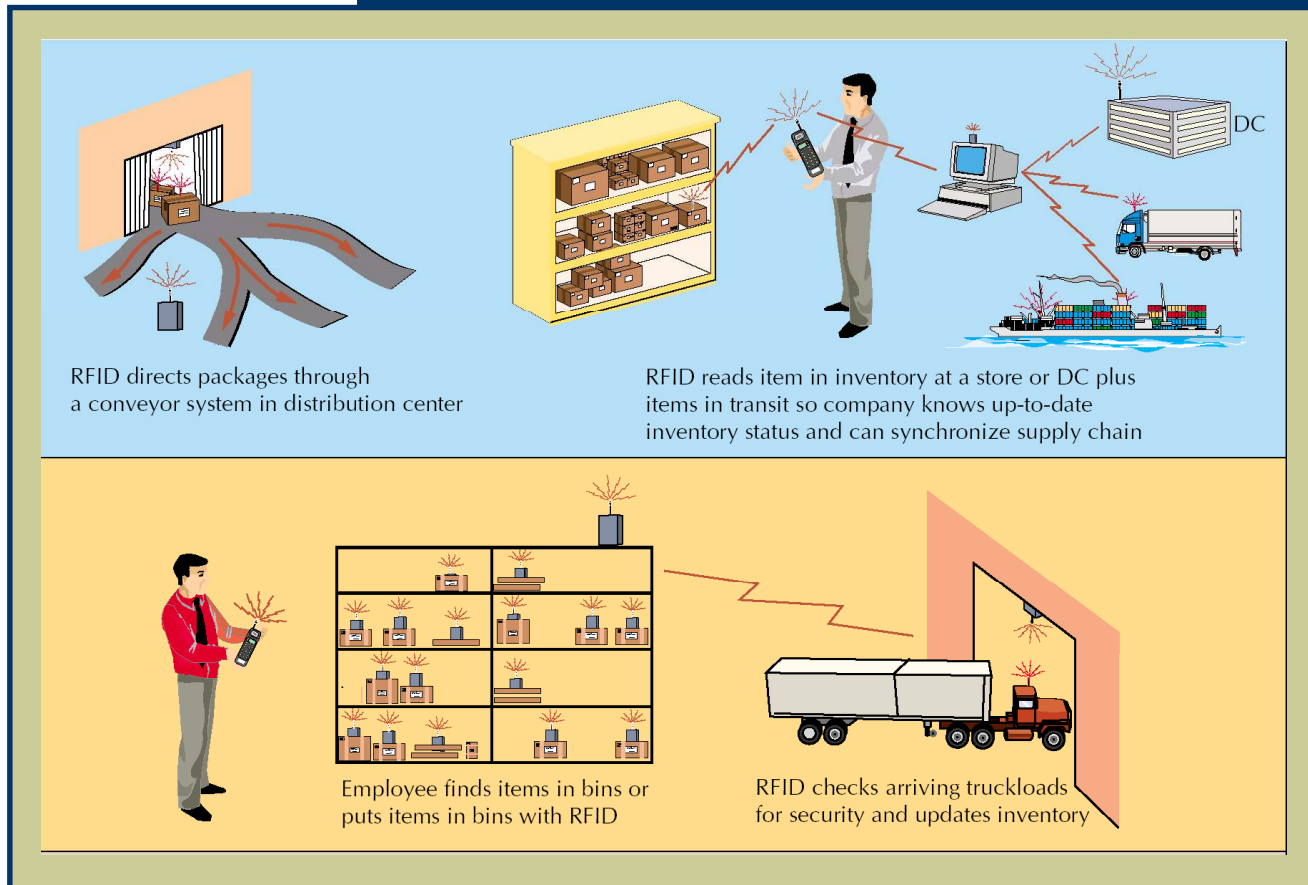 DC
RFID directs packages through
a conveyor system in distribution center
RFID reads item in inventory at a store or DC plus
items in transit so company knows up-to-date
inventory status and can synchronize supply chain
Employee finds items in bins or
puts items in bins with RFID
RFID checks arriving truckloads
for security and updates inventory